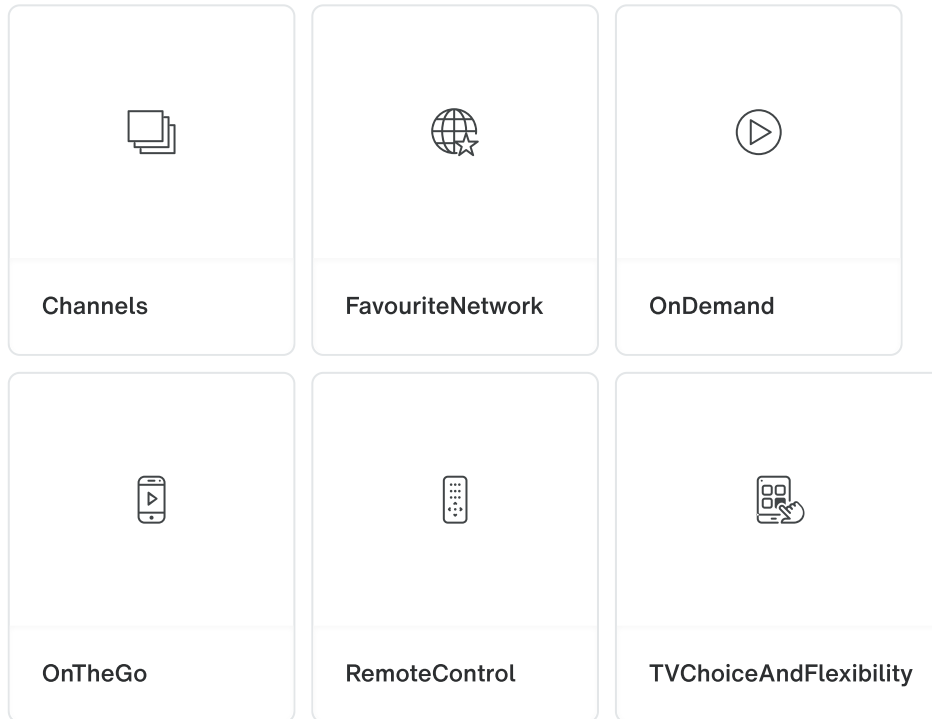 Channels
FavouriteNetwork
OnDemand
OnTheGo
RemoteControl
TVChoiceAndFlexibility